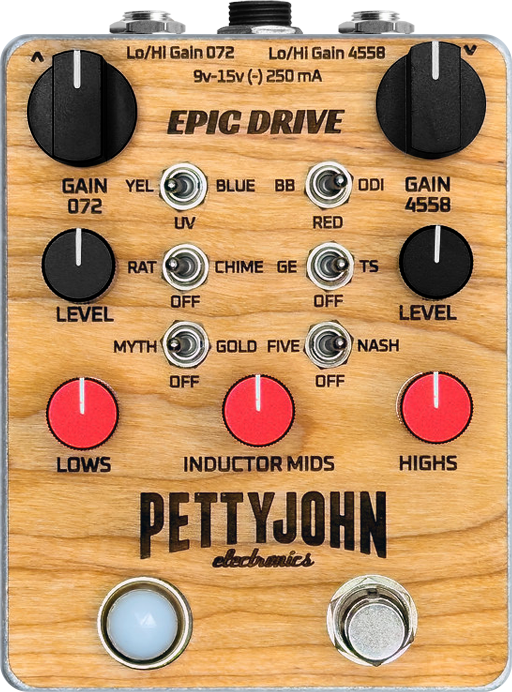 Lo/Hi Gain 072 Lo/Hi Gain 4558
9v-15v (-) 250 mA
EPIC DRIVE
GAIN 072
YEL BLUE BB ODI
UV RED
GAIN 4558
RAT CHIME GE TS
OFF OFF
LEVEL LEVEL
MYTH GOLD FIVE NASH
OFF OFF
LOWS INDUCTOR MIDS HIGHS
PETTYJOHN
electronics